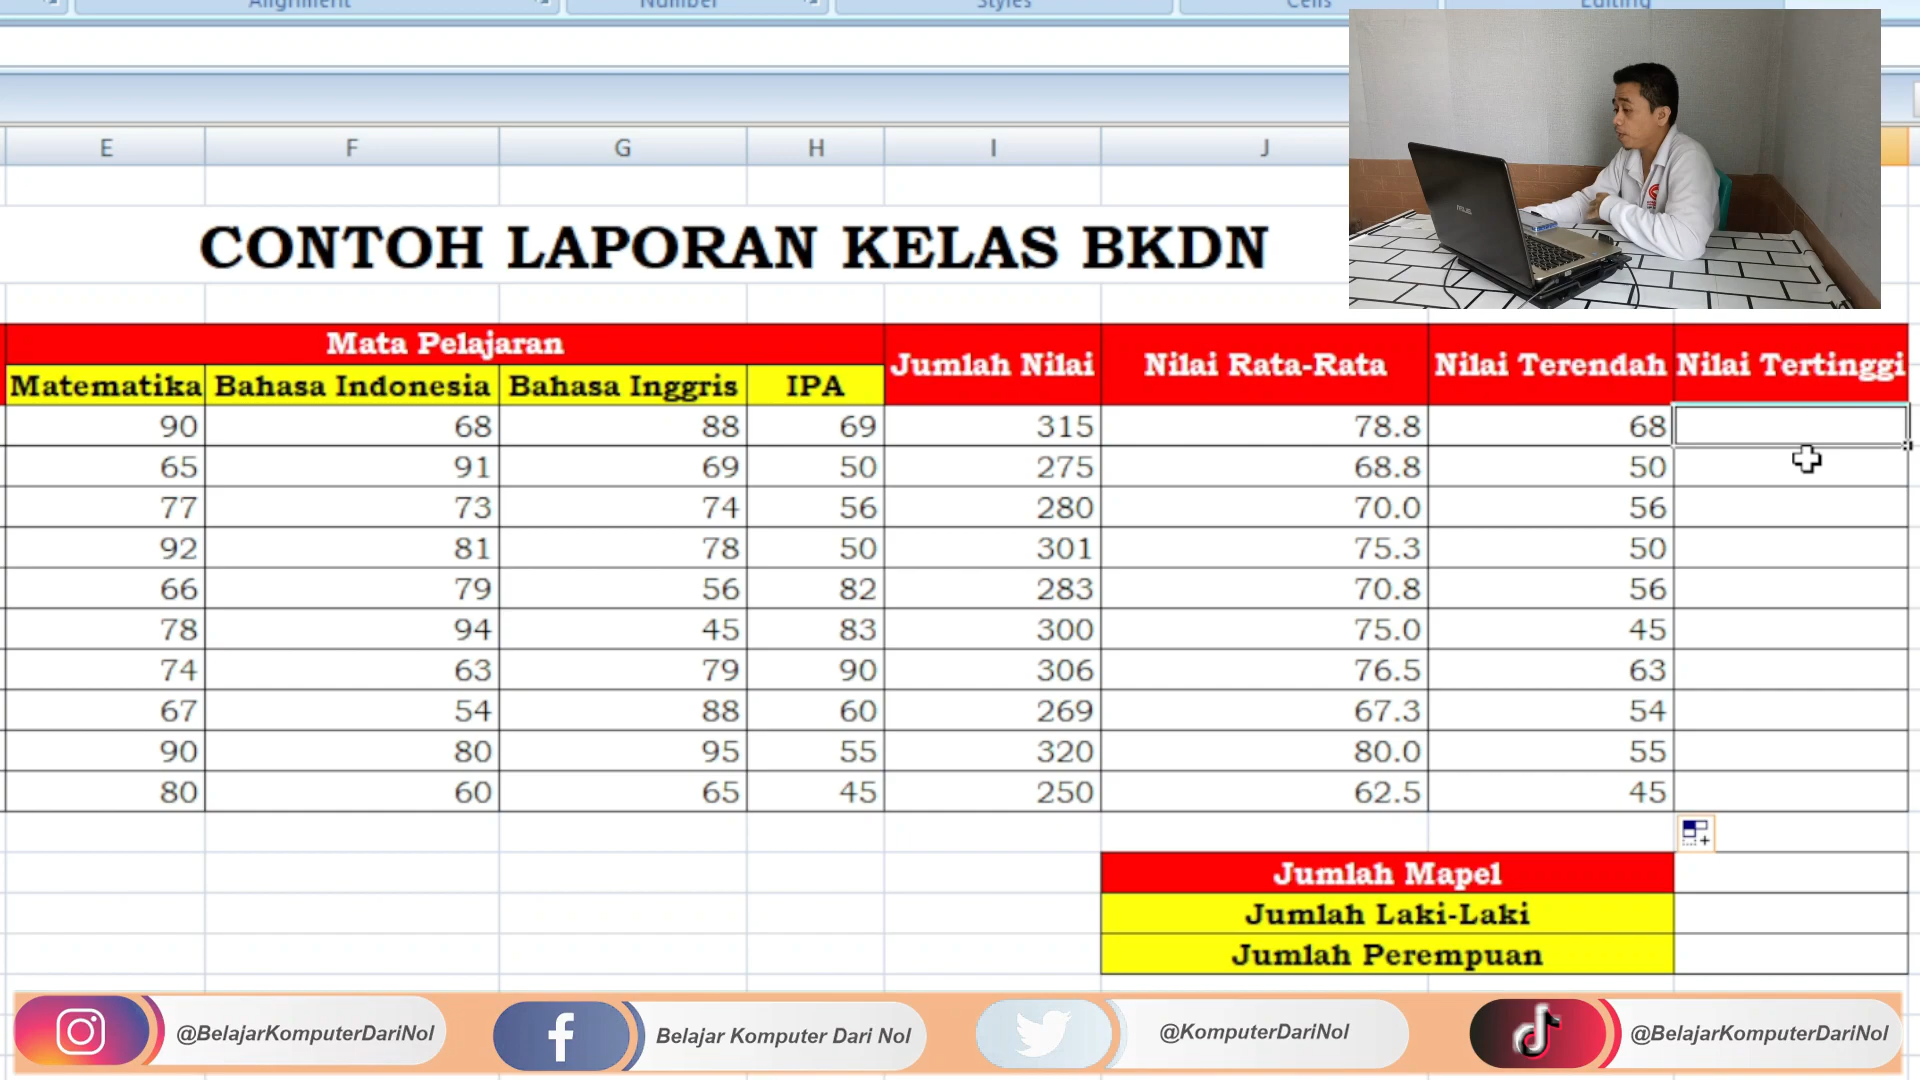 Alignment Number Styles Cells Editing
E F G H I J
CONTOH LAPORAN KELAS BKDN
Mata Pelajaran Jumlah Nilai Nilai Rata-Rata Nilai Terendah Nilai Tertinggi
Matematika Bahasa Indonesia Bahasa Inggris IPA
90 68 88 69 315 78.8 68
65 91 69 50 275 68.8 50
77 73 74 56 280 70.0 56
92 81 78 50 301 75.3 50
66 79 56 82 283 70.8 56
78 94 45 83 300 75.0 45
74 63 79 90 306 76.5 63
67 54 88 60 269 67.3 54
90 80 95 55 320 80.0 55
80 60 65 45 250 62.5 45
Jumlah Mapel
Jumlah Laki-Laki
Jumlah Perempuan
@BelajarKomputerDariNol Belajar Komputer Dari Nol @KomputerDariNol @BelajarKomputerDariNol